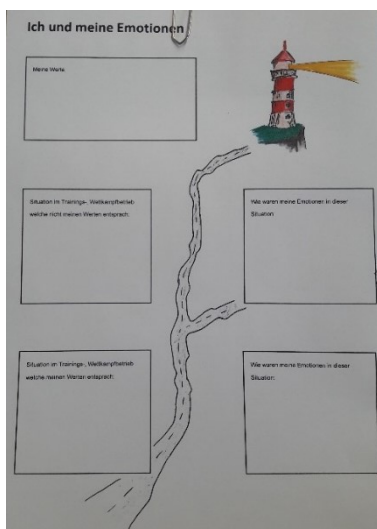 Ich und meine Emotionen
Meine Werte:
Situation im Trainings-, Wettkampfbetrieb
welche nicht meinen Werten entsprach:
Wie waren meine Emotionen in dieser
Situation:
Situation im Trainings-, Wettkampfbetrieb
welche meinen Werten entsprach:
Wie waren meine Emotionen in dieser
Situation: